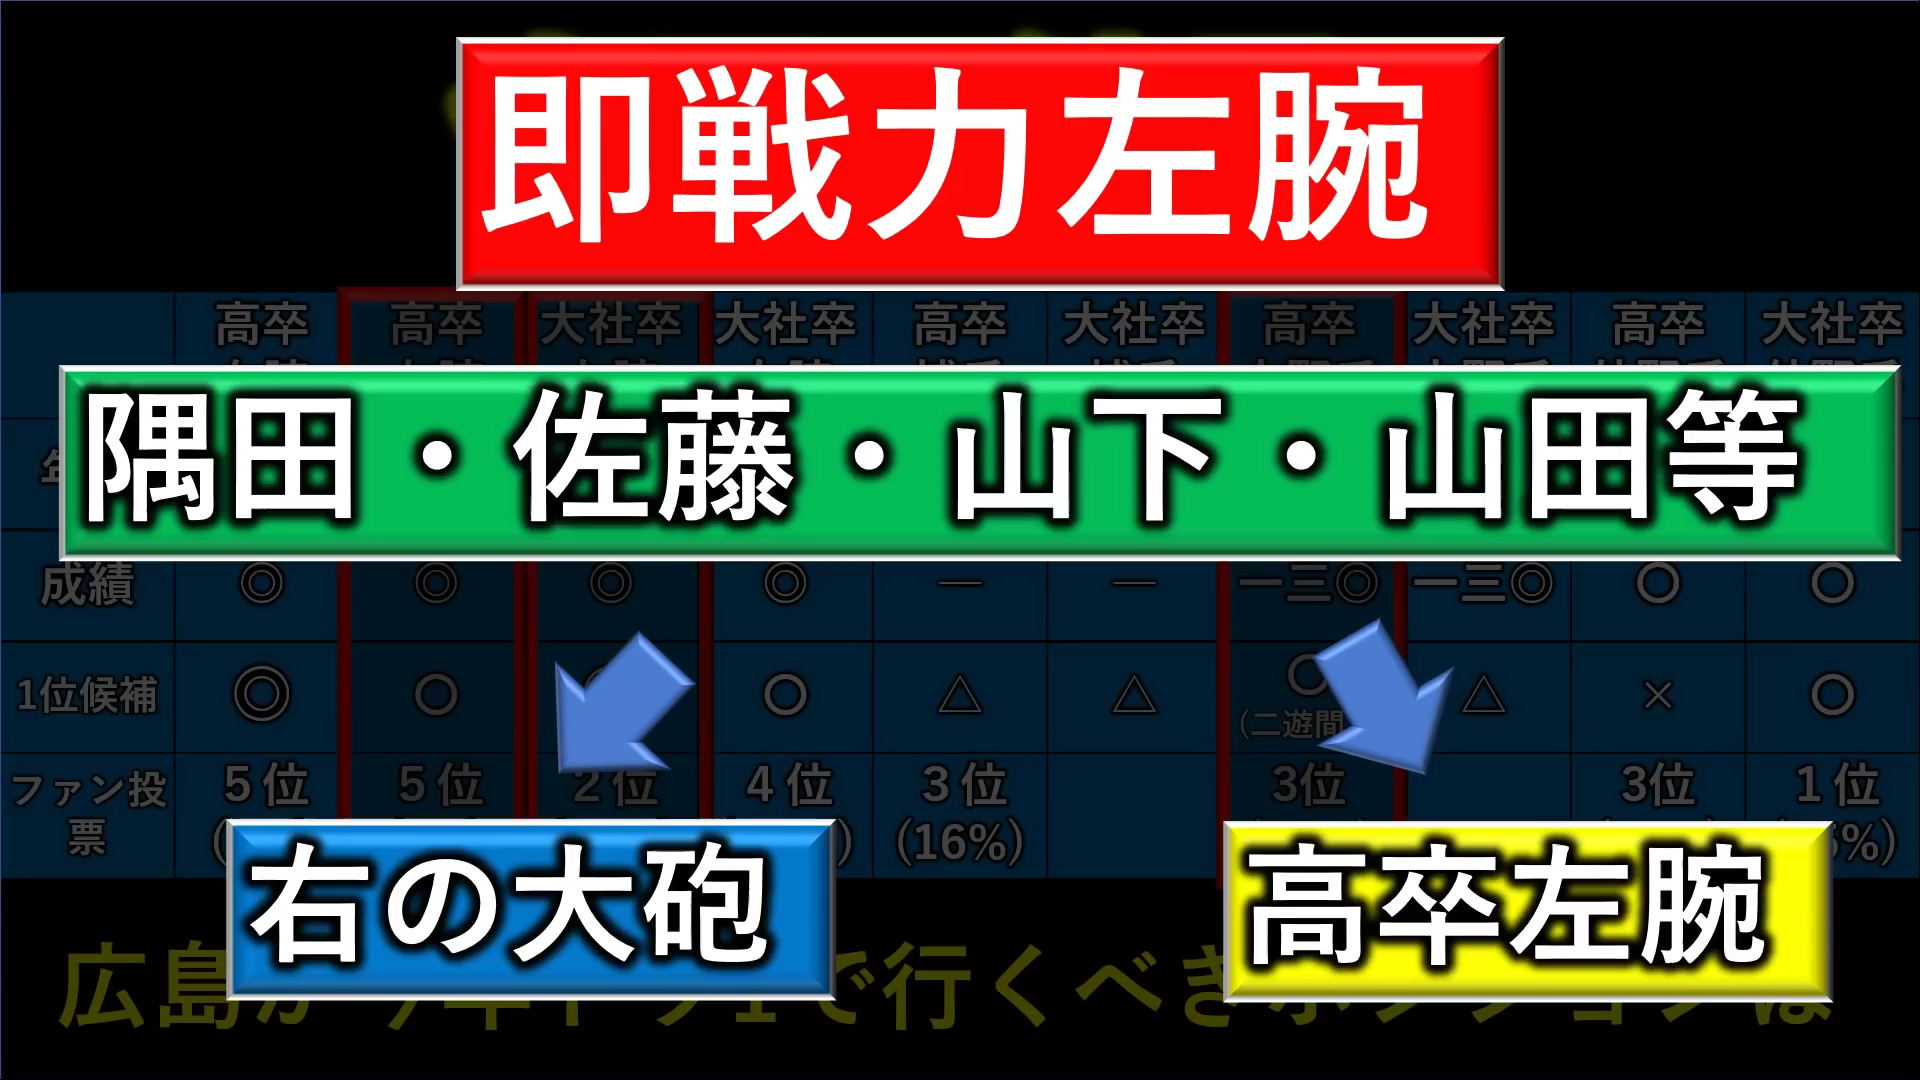 即戦力左腕
高卒 高卒 大社卒 大社卒 高卒 大社卒 高卒 大社卒 高卒 大社卒
隅田・佐藤・山下・山田等
成績 ◎ ◎ ◎ ◎ ― ― 一三◎ 一三◎ 〇 〇
1位候補 ◎ 〇 〇 △ △ 〇 △ × 〇
(二遊間
ファン投票 5位 5位 2位 4位 3位 3位 3位 1位
(16%)
右の大砲
高卒左腕
広島が で行くべき は